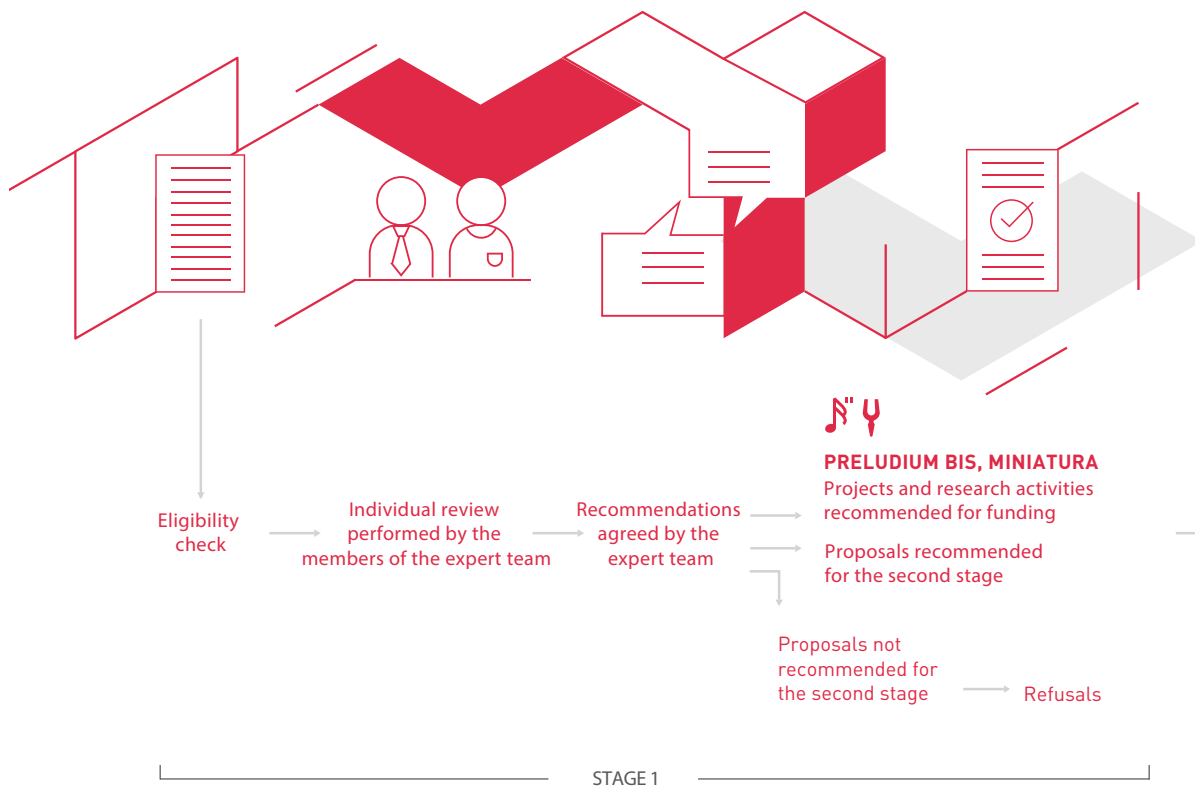 PRELUDIUM BIS, MINIATURA
Projects and research activities
recommended for funding
Eligibility
check
Individual review
performed by the
members of the expert team
Recommendations
agreed by the
expert team
Proposals recommended
for the second stage
Proposals not
recommended for
the second stage
Refusals
STAGE 1